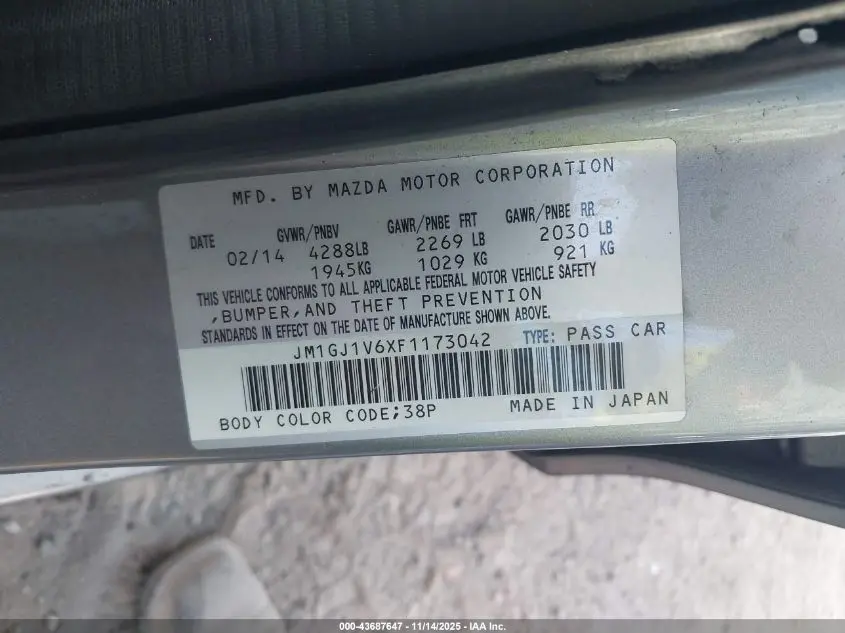 MFD. BY MAZDA MOTOR CORPORATION
DATE GVWR/PNBV GAWR/PNBE FRT GAWR/PNBE RR
02/14 4288LB 2269 LB 2030 LB
1945KG 1029 KG 921 KG
THIS VEHICLE CONFORMS TO ALL APPLICABLE FEDERAL MOTOR VEHICLE SAFETY
,BUMPER,AND THEFT PREVENTION
STANDARDS IN EFFECT ON THE DATE OF MANUFACTURE SHOWN ABOVE.
JM1GJ1V6XF1173042 TYPE: PASS CAR
BODY COLOR CODE;38P MADE IN JAPAN
000-43687647 | 11/14/2025 - IAA Inc.